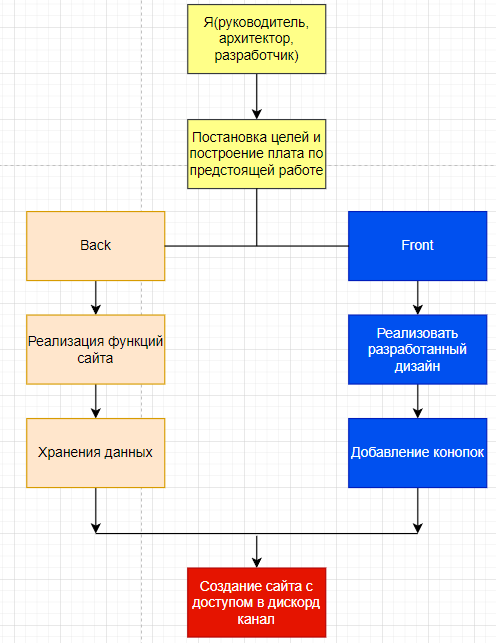 Я(руководитель,
архитектор,
разработчик)
Постановка целей и
построение плата по
предстоящей работе
Back
Front
Реализация функций
сайта
Реализовать
разработанный
дизайн
Хранения данных
Добавление конопок
Создание сайта с
доступом в дискорд
канал